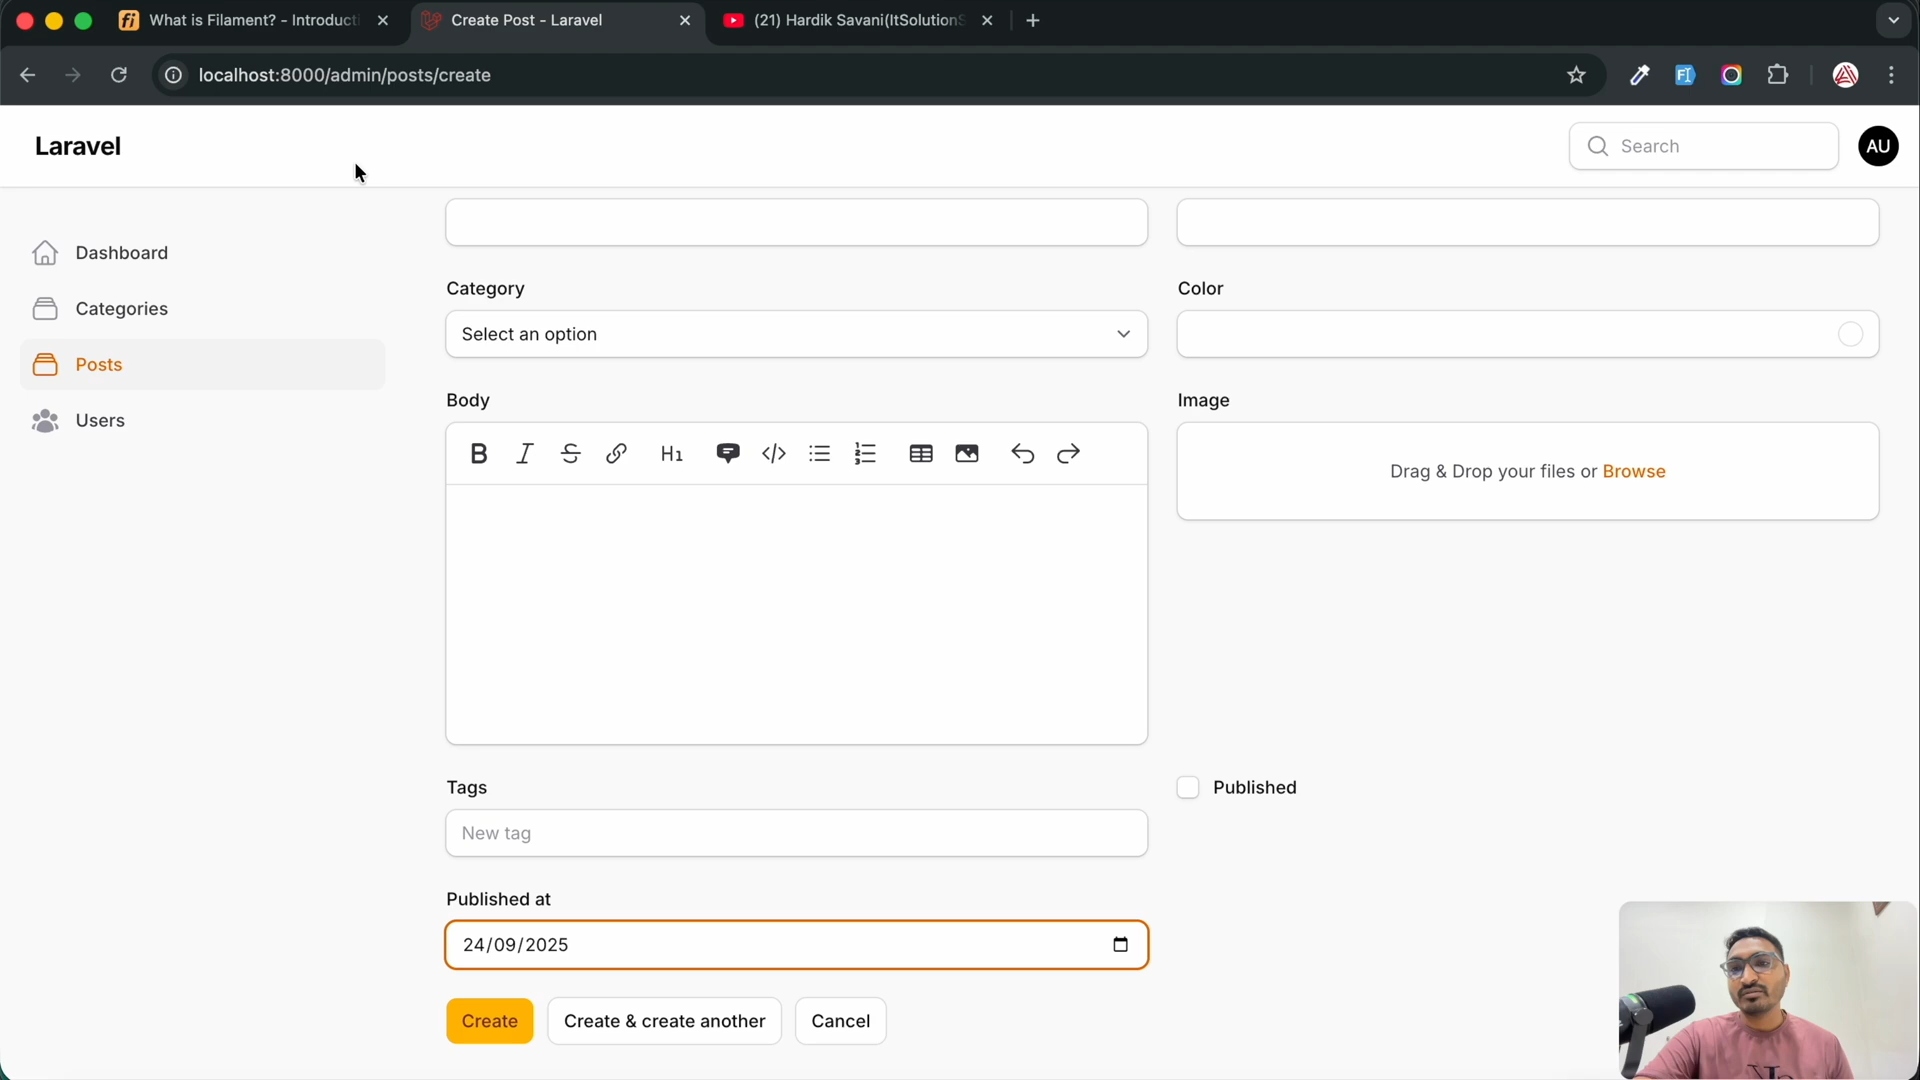 What is Filament? - Introducti
Create Post - Laravel
(21) Hardik Savani(ItSolutionS
localhost:8000/admin/posts/create
Laravel
Search
AU
Dashboard
Categories
Posts
Users
Category
Color
Select an option
Body
Image
H1
Drag & Drop your files or Browse
Tags
Published
New tag
Published at
24/09/2025
Create
Create & create another
Cancel